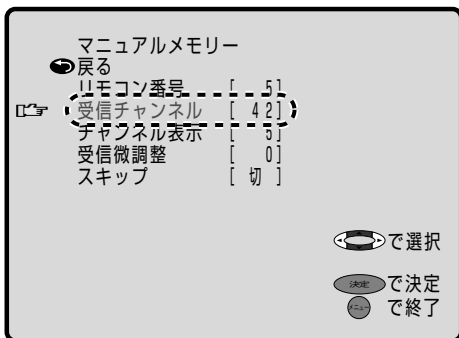 マニュアルメモリー
戻る
リモコン番号 [ 5]
受信チャンネル [ 42]
チャンネル表示 [ 5]
受信微調整 [ 0]
スキップ [ 切 ]
で選択
決定 で決定
メニュー で終了